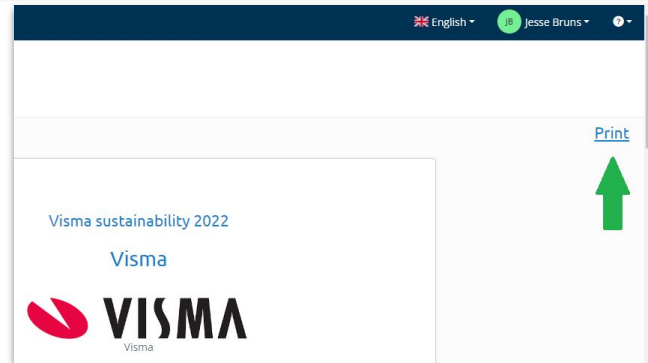 English
JB
Jesse Bruns
?
Print
Visma sustainability 2022
Visma
VISMA
Visma